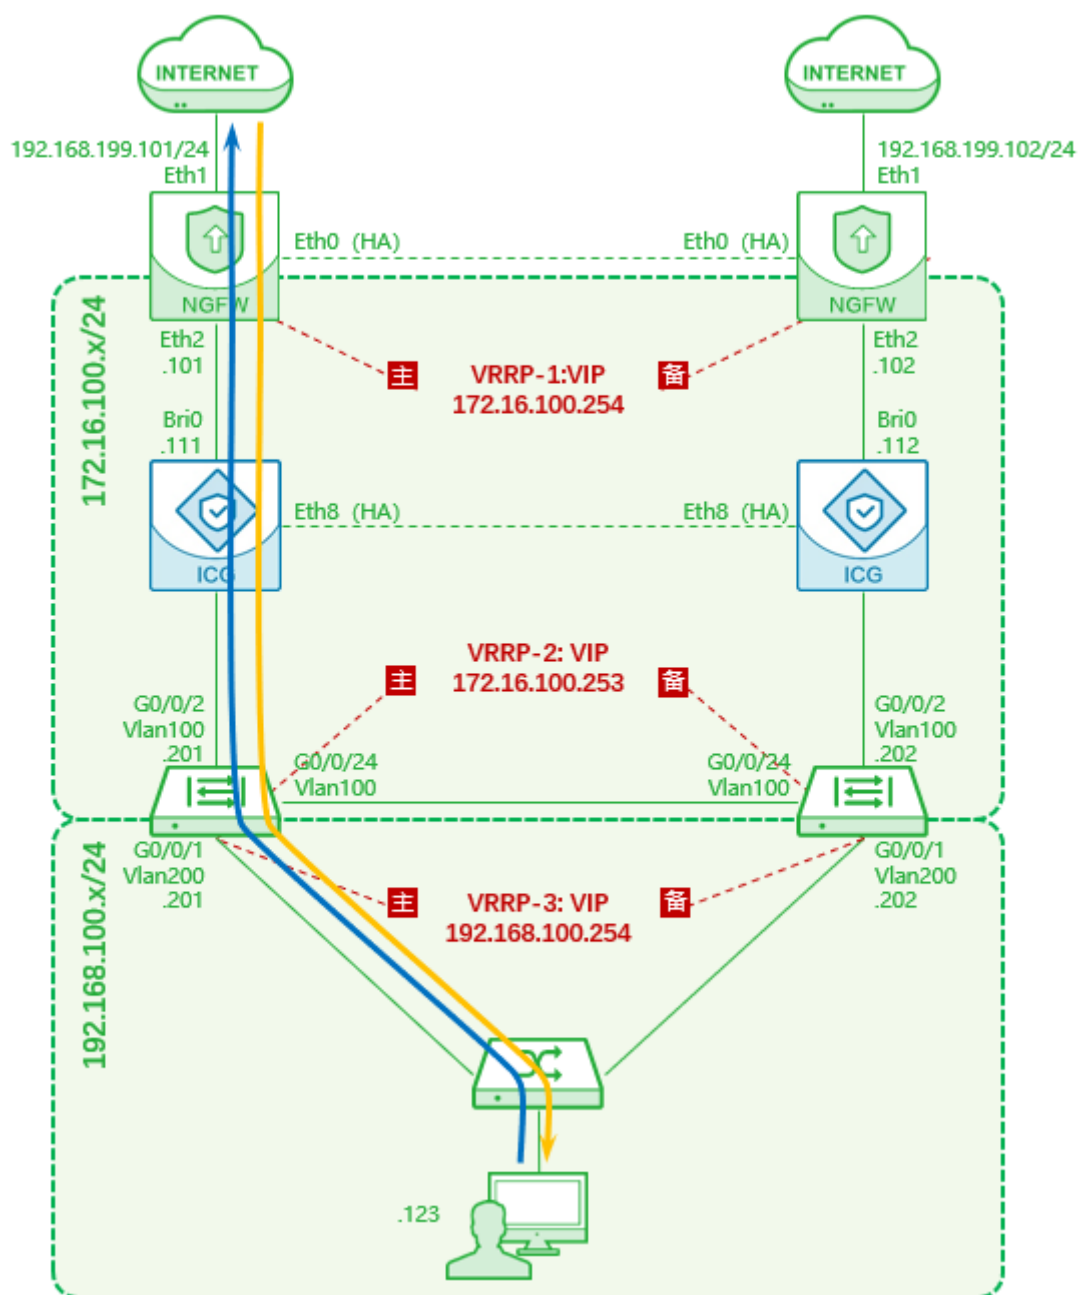 INTERNET
INTERNET
192.168.199.101/24
Eth1
192.168.199.102/24
Eth1
Eth0 (HA)
Eth0 (HA)
NGFW
NGFW
172.16.100.x/24
Eth2
.101
主
VRRP-1:VIP
172.16.100.254
备
Eth2
.102
Bri0
.111
Bri0
.112
Eth8 (HA)
Eth8 (HA)
ICG
ICG
主
VRRP-2: VIP
172.16.100.253
备
G0/0/2
Vlan100
.201
G0/0/2
Vlan100
.202
G0/0/24
Vlan100
G0/0/24
Vlan100
192.168.100.x/24
G0/0/1
Vlan200
.201
主
VRRP-3: VIP
192.168.100.254
备
G0/0/1
Vlan200
.202
.123